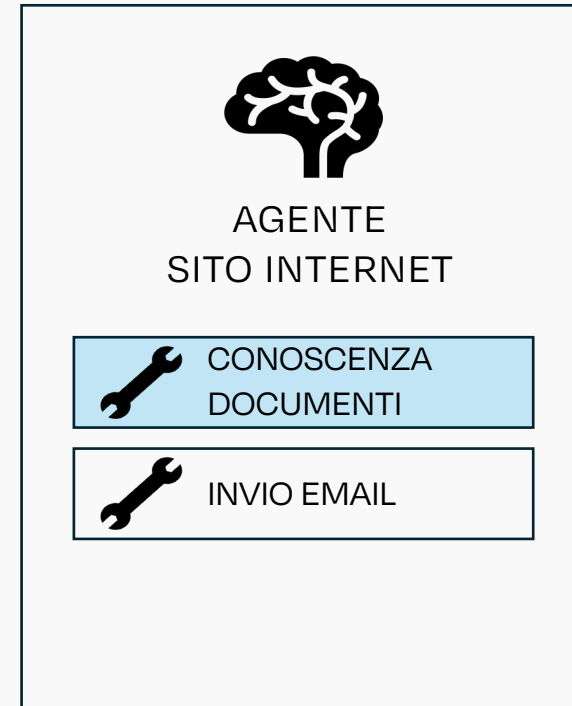 AGENTE
SITO INTERNET
CONOSCENZA
DOCUMENTI
INVIO EMAIL